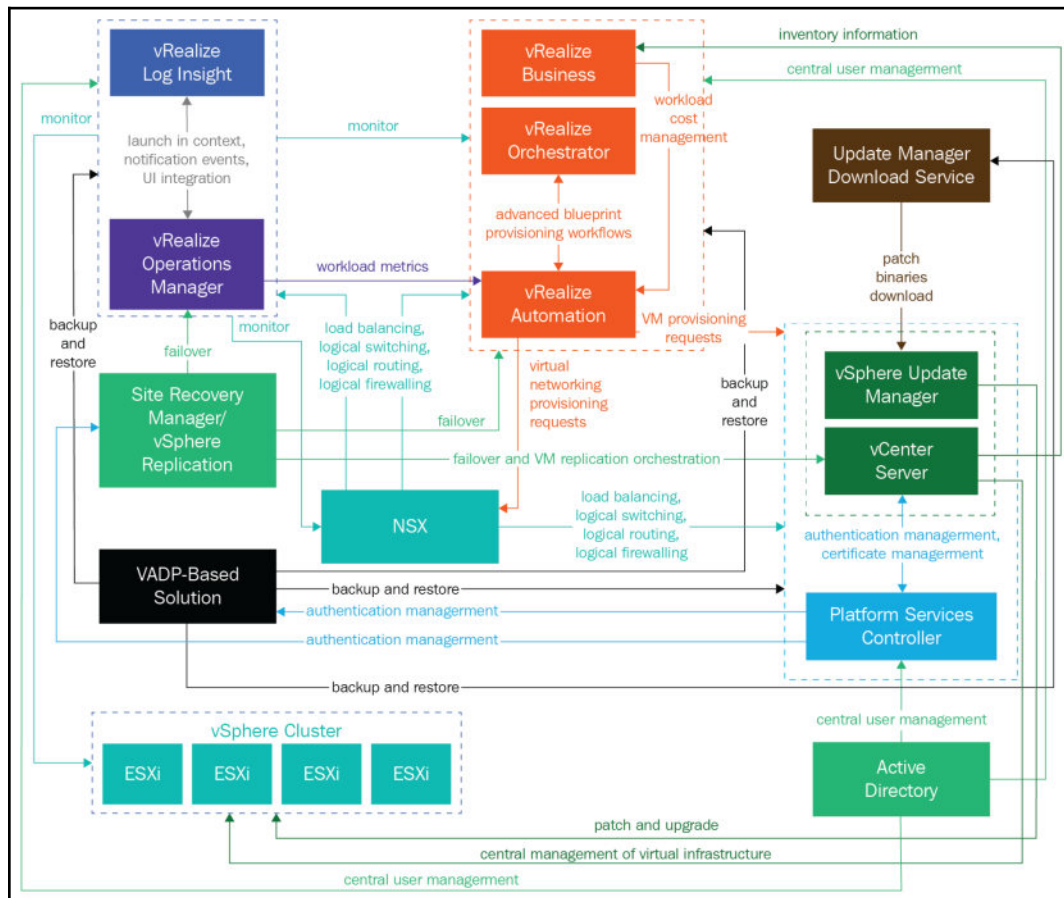 vRealize
Log Insight
vRealize
Business
inventory information
central user management
monitor
monitor
workload
cost
management
launch in context,
notification events,
UI integration
vRealize
Orchestrator
Update Manager
Download Service
advanced blueprint
provisioning workflows
vRealize
Operations
Manager
workload metrics
vRealize
Automation
patch
binaries
download
backup
and
restore
monitor
load balancing,
logical switching,
logical routing,
logical firewalling
VM provisioning
requests
failover
virtual
networking
provisioning
requests
backup
and
restore
vSphere Update
Manager
Site Recovery
Manager/
vSphere
Replication
failover
failover and VM replication orchestration
vCenter
Server
NSX
load balancing,
logical switching,
logical routing,
logical firewalling
authentication management,
certificate management
VADP-Based
Solution
backup and restore
authentication management
authentication management
Platform Services
Controller
backup and restore
central user management
vSphere Cluster
ESXi
ESXi
ESXi
ESXi
Active
Directory
patch and upgrade
central management of virtual infrastructure
central user management